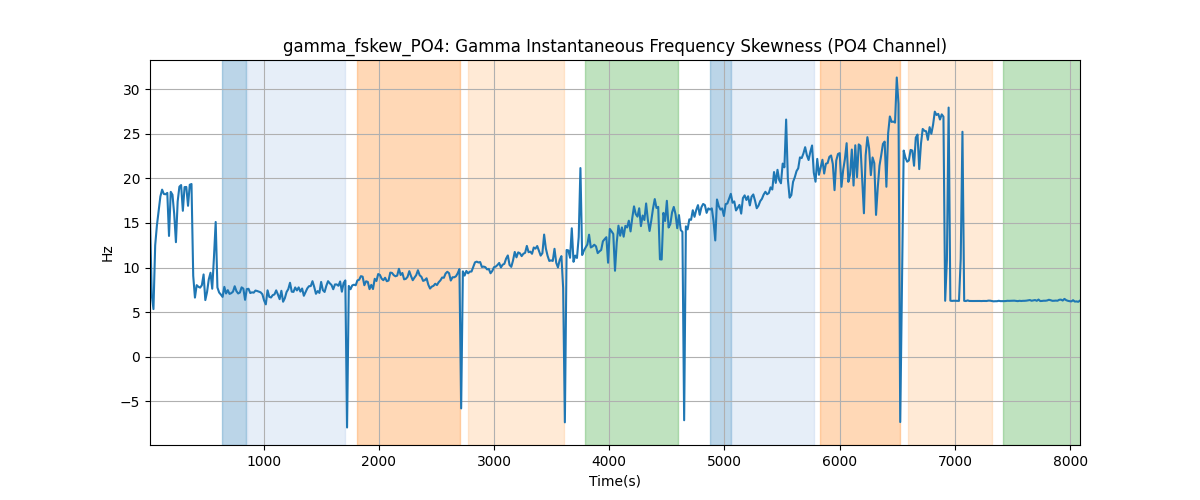 gamma_fskew_PO4: Gamma Instantaneous Frequency Skewness (PO4 Channel)
30
25
20
15
10
5
0
−5
Hz
1000 2000 3000 4000 5000 6000 7000 8000
Time(s)